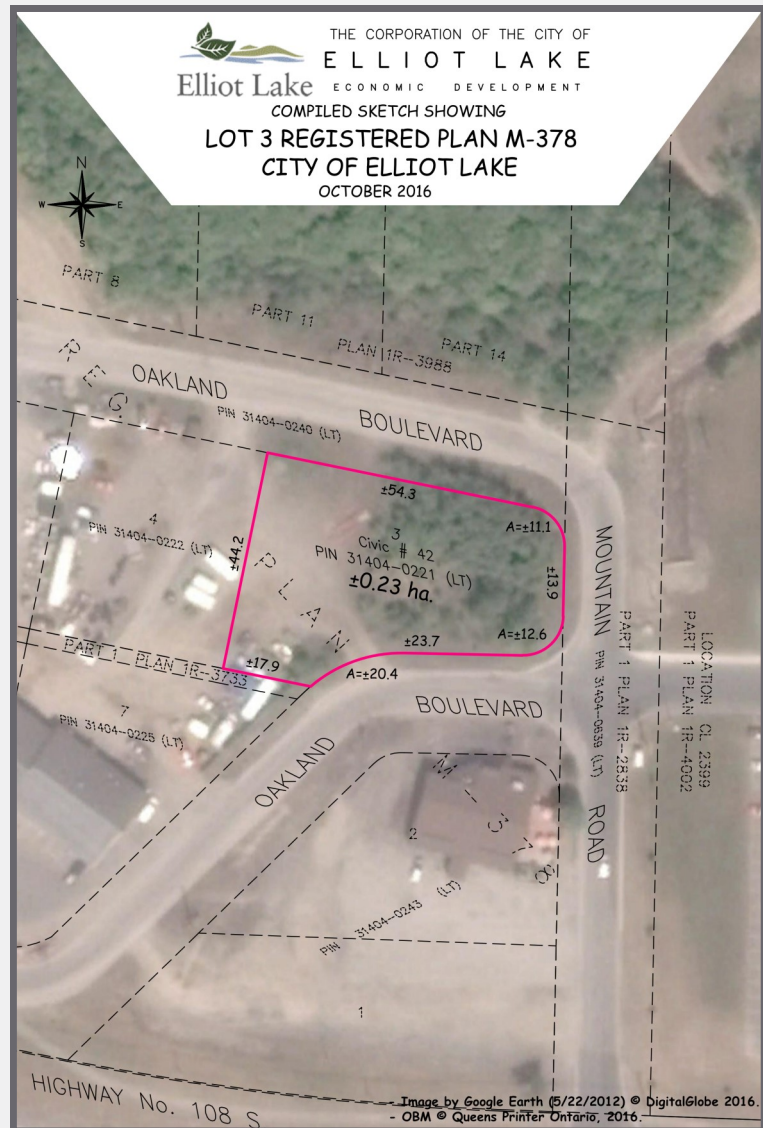 THE CORPORATION OF THE CITY OF
ELLIOT LAKE
ECONOMIC DEVELOPMENT
Elliot Lake
COMPILED SKETCH SHOWING
LOT 3 REGISTERED PLAN M-378
CITY OF ELLIOT LAKE
OCTOBER 2016
N
W E
S
PART 8
PART 11
PART 14
PLAN 1R-3988
REG.
OAKLAND BOULEVARD
PIN 31404-0240 (LT)
±54.3
A=±11.1
4
PIN 31404-0222 (LT)
±44.2
3
Civic # 42
PIN 31404-0221 (LT)
±0.23 ha.
±13.9
PLAN
±23.7
A=±12.6
MOUNTAIN ROAD
PIN 31404-0639 (LT)
PART 1 PLAN 1R-2838
LOCATION CL 2399
PART 1 PLAN 1R-4002
PART 1 PLAN 1R-3733
±17.9
A=±20.4
7
PIN 31404-0225 (LT)
OAKLAND BOULEVARD
M-378
2
PIN 31404-0243 (LT)
1
HIGHWAY No. 108 S
- Image by Google Earth (5/22/2012) © DigitalGlobe 2016.
- OBM © Queens Printer Ontario, 2016.